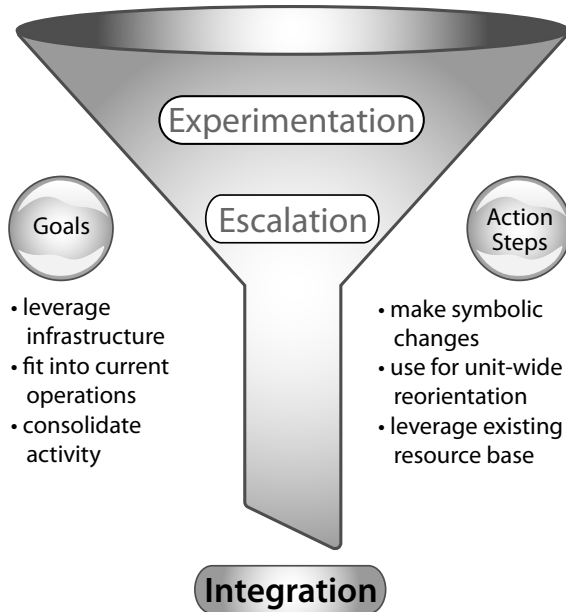 Experimentation
Escalation
Goals
• leverage
infrastructure
• fit into current
operations
• consolidate
activity
Action
Steps
• make symbolic
changes
• use for unit-wide
reorientation
• leverage existing
resource base
Integration